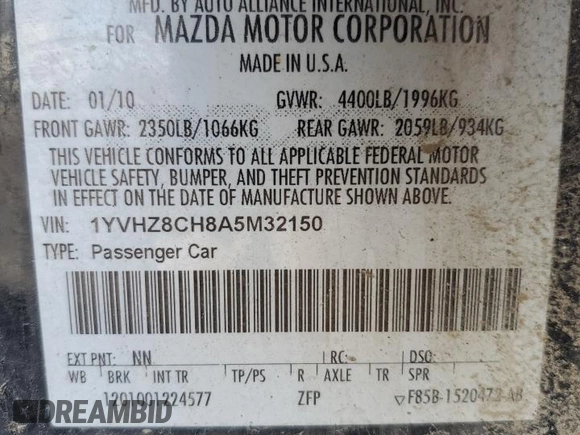 MFD. BY AUTO ALLIANCE INTERNATIONAL, INC.
FOR MAZDA MOTOR CORPORATION
MADE IN U.S.A.
DATE: 01/10 GVWR: 4400LB/1996KG
FRONT GAWR: 2350LB/1066KG REAR GAWR: 2059LB/934KG
THIS VEHICLE CONFORMS TO ALL APPLICABLE FEDERAL MOTOR
VEHICLE SAFETY, BUMPER, AND THEFT PREVENTION STANDARDS
IN EFFECT ON THE DATE OF MANUFACTURE SHOWN ABOVE.
VIN: 1YVHZ8CH8A5M32150
TYPE: Passenger Car
EXT PNT: NN RC: DSO:
WB BRK INT TR TP/PS R AXLE TR SPR
1201001224577 ZFP
DREAMBID